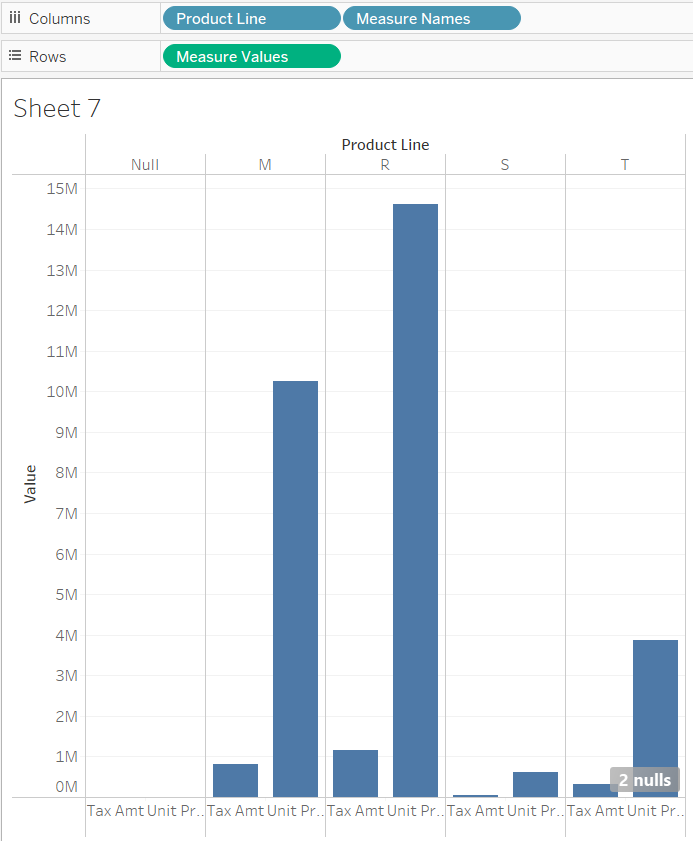 Columns Product Line Measure Names
Rows Measure Values
Sheet 7
Product Line
Null M R S T
15M
14M
13M
12M
11M
10M
9M
8M
7M
6M
5M
4M
3M
2M
1M
0M
Value
2 nulls
Tax Amt Unit Pr.. Tax Amt Unit Pr.. Tax Amt Unit Pr.. Tax Amt Unit Pr.. Tax Amt Unit Pr..